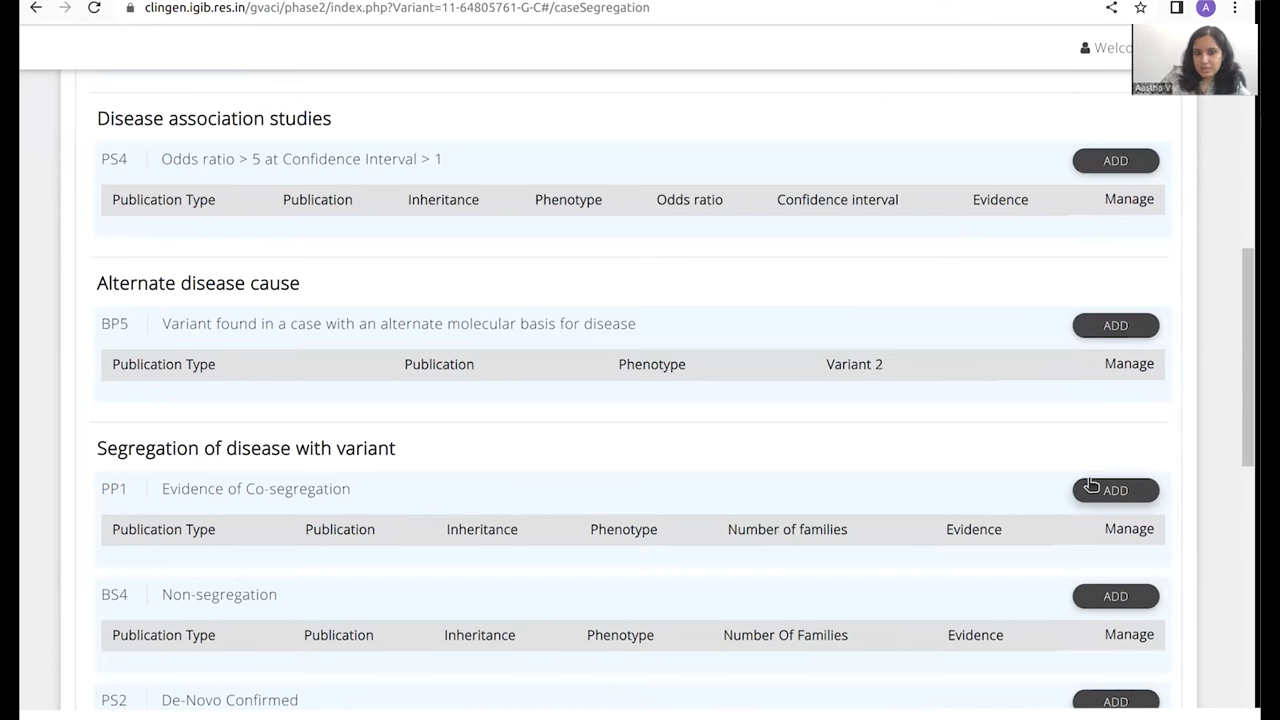 clingen.igib.res.in/gvaci/phase2/index.php?Variant=11-64805761-G-C#/caseSegregation
A
Aastha V
Disease association studies
PS4 Odds ratio > 5 at Confidence Interval > 1 ADD
Publication Type Publication Inheritance Phenotype Odds ratio Confidence interval Evidence Manage
Alternate disease cause
BP5 Variant found in a case with an alternate molecular basis for disease ADD
Publication Type Publication Phenotype Variant 2 Manage
Segregation of disease with variant
PP1 Evidence of Co-segregation ADD
Publication Type Publication Inheritance Phenotype Number of families Evidence Manage
BS4 Non-segregation ADD
Publication Type Publication Inheritance Phenotype Number Of Families Evidence Manage
PS2 De-Novo Confirmed ADD